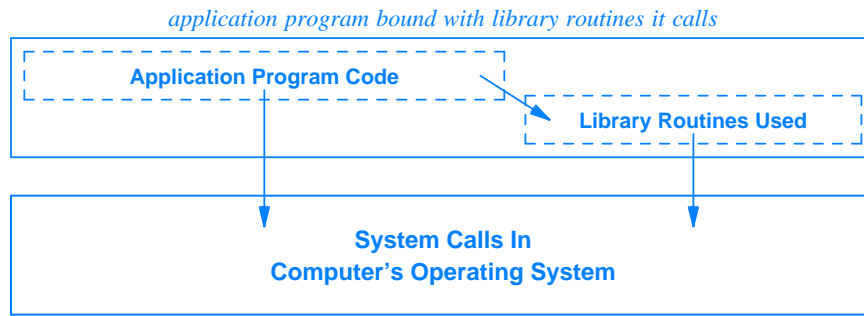 application program bound with library routines it calls
Application Program Code
Library Routines Used
System Calls In
Computer’s Operating System